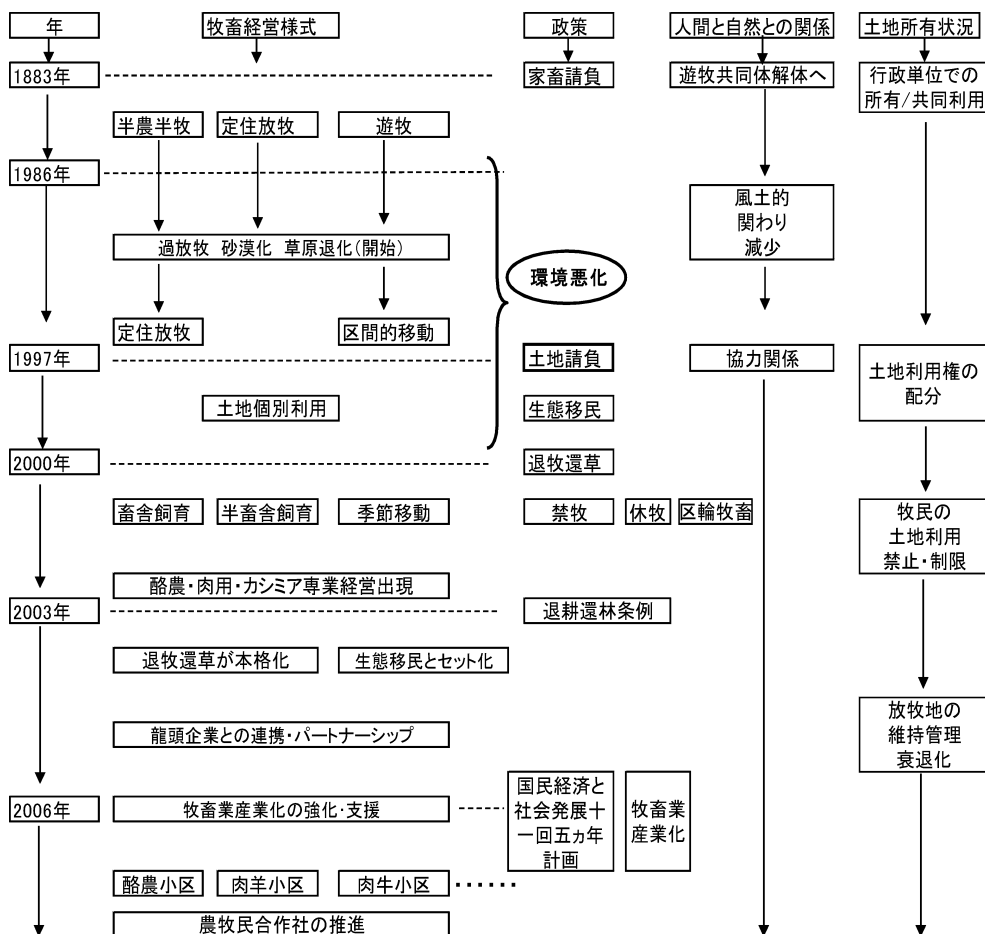 年
牧畜経営様式
政策
人間と自然との関係
土地所有状況
1883年
家畜請負
遊牧共同体解体へ
行政単位での
所有/共同利用
半農半牧
定住放牧
遊牧
1986年
風土的
関わり
減少
過放牧 砂漠化 草原退化(開始)
環境悪化
定住放牧
区間的移動
1997年
土地請負
協力関係
土地利用権の
配分
土地個別利用
生態移民
2000年
退牧還草
畜舎飼育
半畜舎飼育
季節移動
禁牧
休牧
区輪牧畜
牧民の
土地利用
禁止・制限
酪農・肉用・カシミア専業経営出現
2003年
退耕還林条例
退牧還草が本格化
生態移民とセット化
放牧地の
維持管理
衰退化
龍頭企業との連携・パートナーシップ
2006年
牧畜業産業化の強化・支援
国民経済と
社会発展十
一回五ヵ年
計画
牧畜業
産業化
酪農小区
肉羊小区
肉牛小区
農牧民合作社の推進